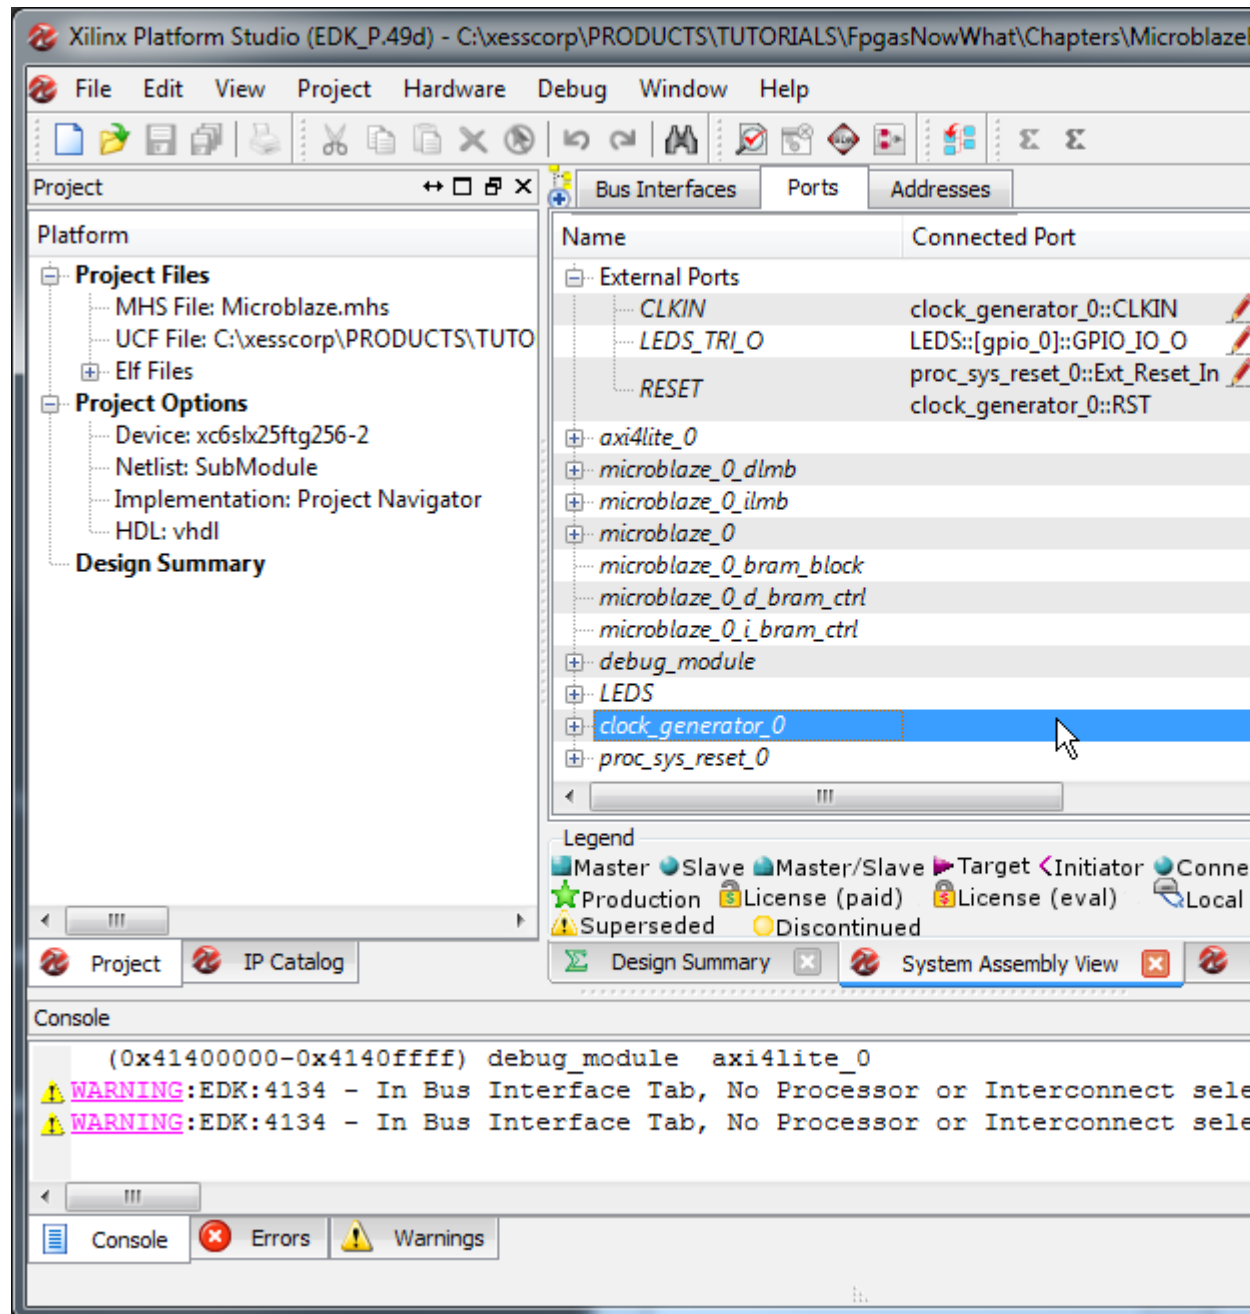 Xilinx Platform Studio (EDK_P.49d) - C:\xesscorp\PRODUCTS\TUTORIALS\FpgasNowWhat\Chapters\Microblaze
File Edit View Project Hardware Debug Window Help
Project
Bus Interfaces Ports Addresses
Platform
Name Connected Port
Project Files
MHS File: Microblaze.mhs
UCF File: C:\xesscorp\PRODUCTS\TUTO
Elf Files
Project Options
Device: xc6slx25ftg256-2
Netlist: SubModule
Implementation: Project Navigator
HDL: vhdl
Design Summary
External Ports
CLKIN clock_generator_0::CLKIN
LEDS_TRI_O LEDS::[gpio_0]::GPIO_IO_O
RESET proc_sys_reset_0::Ext_Reset_In
clock_generator_0::RST
axi4lite_0
microblaze_0_dlmb
microblaze_0_ilmb
microblaze_0
microblaze_0_bram_block
microblaze_0_d_bram_ctrl
microblaze_0_i_bram_ctrl
debug_module
LEDS
clock_generator_0
proc_sys_reset_0
Legend
Master Slave Master/Slave Target Initiator Conne
Production License (paid) License (eval) Local
Superseded Discontinued
Project IP Catalog
Design Summary System Assembly View
Console
(0x41400000-0x4140ffff) debug_module axi4lite_0
WARNING:EDK:4134 - In Bus Interface Tab, No Processor or Interconnect sele
WARNING:EDK:4134 - In Bus Interface Tab, No Processor or Interconnect sele
Console Errors Warnings